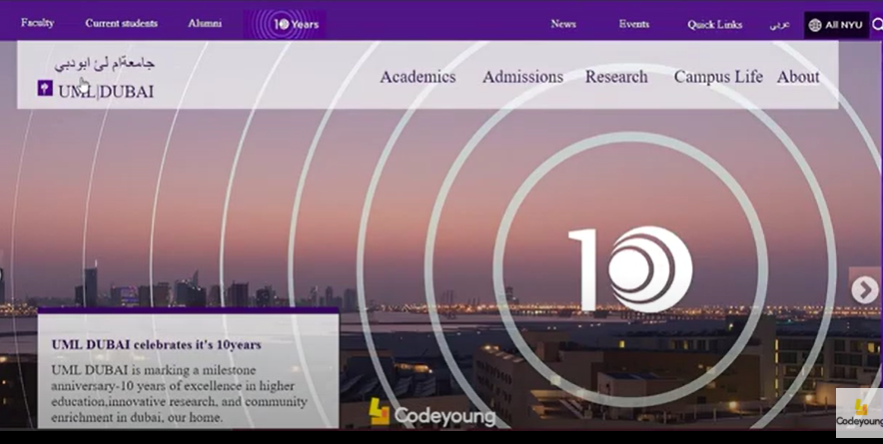 Faculty Current students Alumni 10 Years News Events Quick Links عربي All NYU
جامعةام لئ ابودبي
UML|DUBAI
Academics Admissions Research Campus Life About
10
UML DUBAI celebrates it's 10years
UML DUBAI is marking a milestone
anniversary-10 years of excellence in higher
education,innovative research, and community
enrichment in dubai, our home.
Codeyoung
Codeyoung